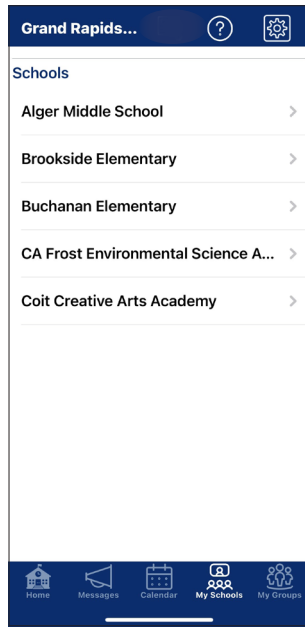 Grand Rapids... ?
Schools
Alger Middle School
Brookside Elementary
Buchanan Elementary
CA Frost Environmental Science A...
Coit Creative Arts Academy
Home Messages Calendar My Schools My Groups